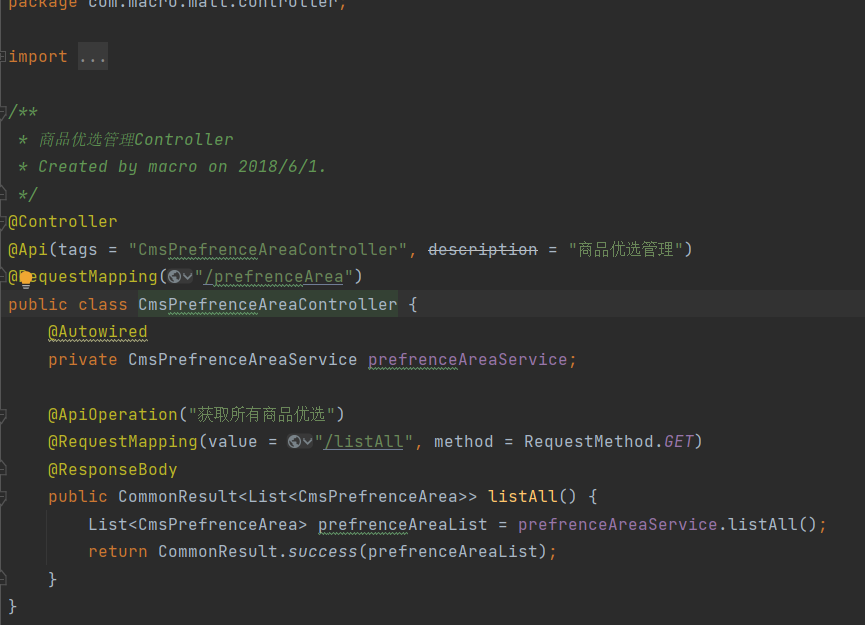 package com.macro.mall.controller;
import ...
/**
* 商品优选管理Controller
* Created by macro on 2018/6/1.
*/
@Controller
@Api(tags = "CmsPrefrenceAreaController", description = "商品优选管理")
@RequestMapping("/prefrenceArea")
public class CmsPrefrenceAreaController {
@Autowired
private CmsPrefrenceAreaService prefrenceAreaService;
@ApiOperation("获取所有商品优选")
@RequestMapping(value = "/listAll", method = RequestMethod.GET)
@ResponseBody
public CommonResult<List<CmsPrefrenceArea>> listAll() {
List<CmsPrefrenceArea> prefrenceAreaList = prefrenceAreaService.listAll();
return CommonResult.success(prefrenceAreaList);
}
}